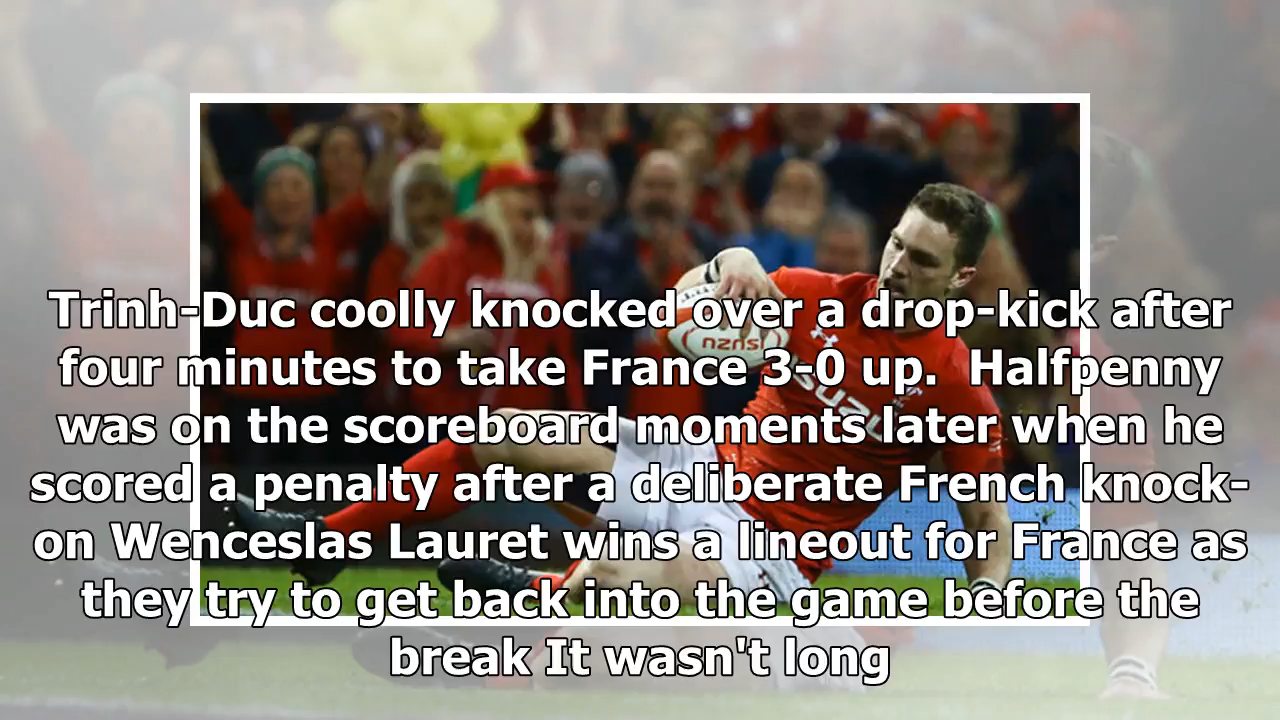 Trinh-Duc coolly knocked over a drop-kick after
four minutes to take France 3-0 up.  Halfpenny
was on the scoreboard moments later when he
scored a penalty after a deliberate French knock-
on Wenceslas Lauret wins a lineout for France as
they try to get back into the game before the
break It wasn't long
ISUZU
ISUZU